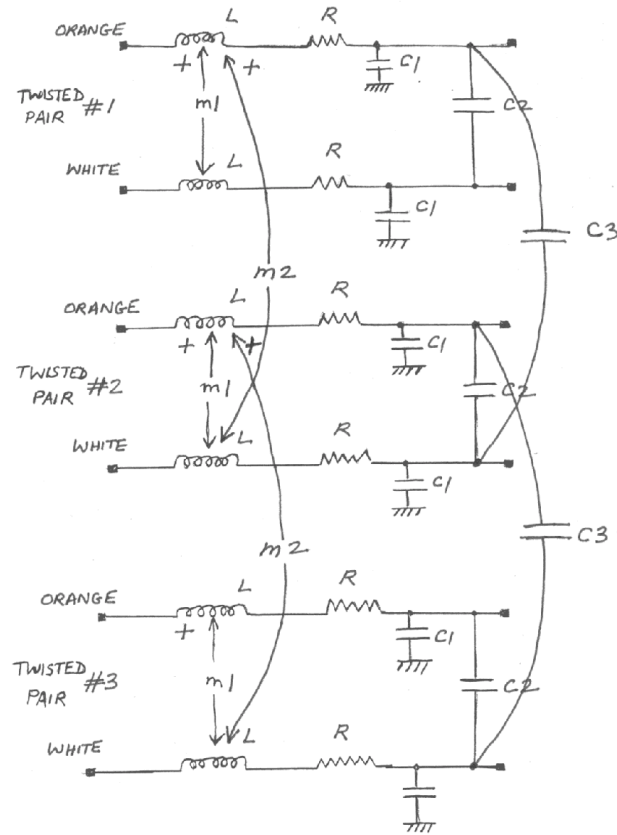 L
R
ORANGE
+
+
C1
TWISTED
PAIR #1
m1
C2
WHITE
L
R
C1
C3
m2
L
R
ORANGE
+
+
C1
TWISTED
PAIR #2
m1
C2
WHITE
L
R
C1
m2
C3
L
R
ORANGE
+
C1
TWISTED
PAIR #3
m1
C2
WHITE
L
R